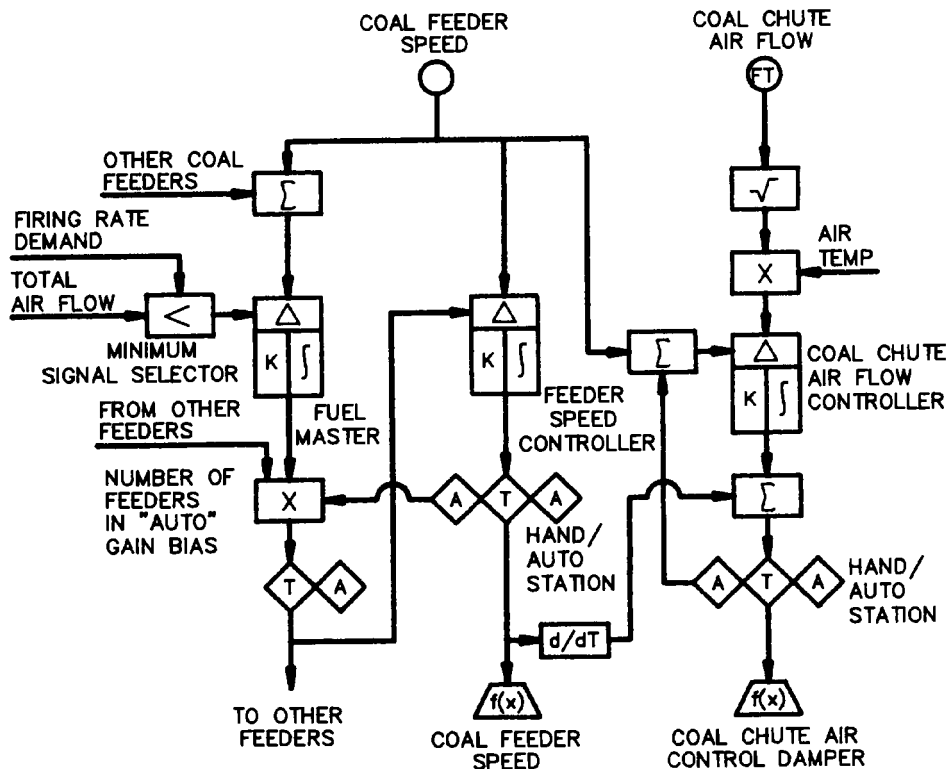 COAL FEEDER
SPEED
COAL CHUTE
AIR FLOW
FT
OTHER COAL
FEEDERS
Σ
√
FIRING RATE
DEMAND
AIR
TEMP
X
TOTAL
AIR FLOW
<
Δ
Δ
Σ
Δ
MINIMUM
SIGNAL SELECTOR
K ∫
K ∫
K ∫
COAL CHUTE
AIR FLOW
CONTROLLER
FROM OTHER
FEEDERS
FUEL
MASTER
FEEDER
SPEED
CONTROLLER
NUMBER OF
FEEDERS
IN "AUTO"
GAIN BIAS
X
A T A
Σ
HAND/
AUTO
STATION
T A
A T A
HAND/
AUTO
STATION
d/dT
f(x)
f(x)
TO OTHER
FEEDERS
COAL FEEDER
SPEED
COAL CHUTE AIR
CONTROL DAMPER